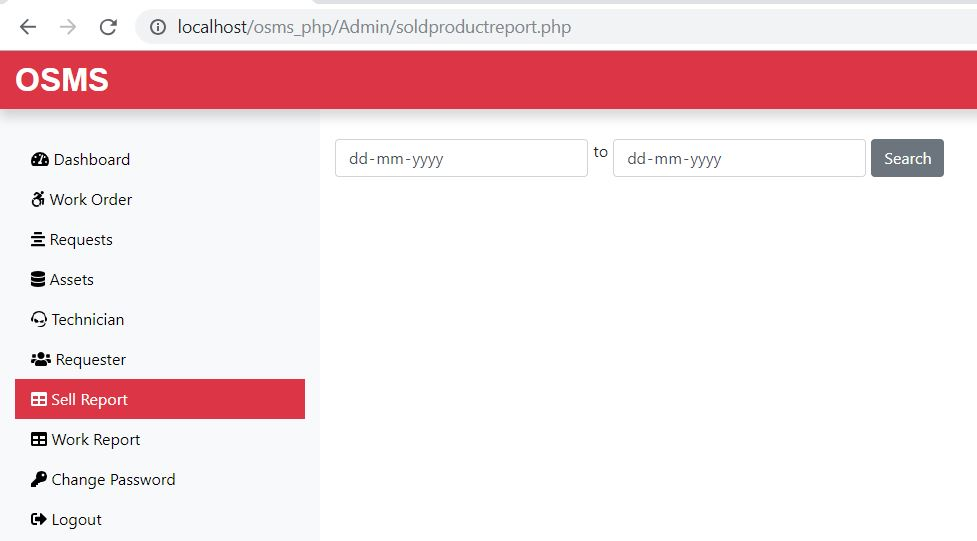 localhost/osms_php/Admin/soldproductreport.php
OSMS
Dashboard
Work Order
Requests
Assets
Technician
Requester
Sell Report
Work Report
Change Password
Logout
dd-mm-yyyy to dd-mm-yyyy Search